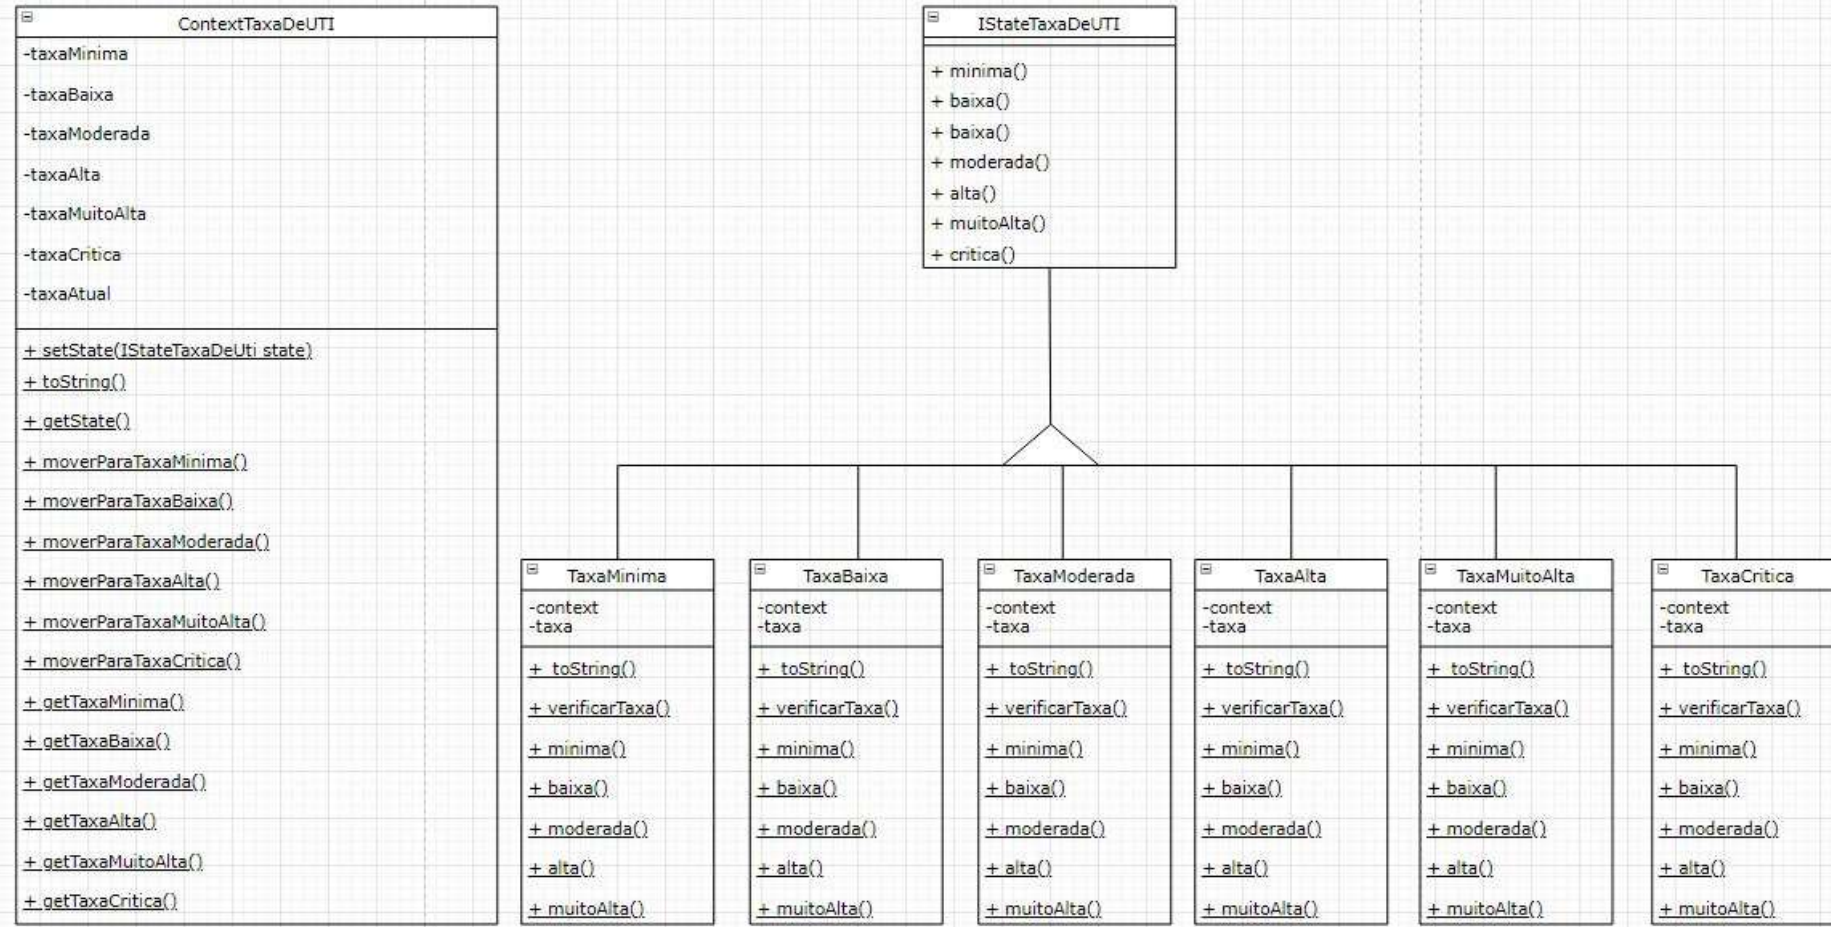 ContextTaxaDeUTI
-taxaMinima
-taxaBaixa
-taxaModerada
-taxaAlta
-taxaMuitoAlta
-taxaCritica
-taxaAtual
+ setState(IStateTaxaDeUti state)
+ toString()
+ getState()
+ moverParaTaxaMinima()
+ moverParaTaxaBaixa()
+ moverParaTaxaModerada()
+ moverParaTaxaAlta()
+ moverParaTaxaMuitoAlta()
+ moverParaTaxaCritica()
+ getTaxaMinima()
+ getTaxaBaixa()
+ getTaxaModerada()
+ getTaxaAlta()
+ getTaxaMuitoAlta()
+ getTaxaCritica()
IStateTaxaDeUTI
+ minima()
+ baixa()
+ baixa()
+ moderada()
+ alta()
+ muitoAlta()
+ critica()
TaxaMinima
-context
-taxa
+ toString()
+ verificarTaxa()
+ minima()
+ baixa()
+ moderada()
+ alta()
+ muitoAlta()
TaxaBaixa
-context
-taxa
+ toString()
+ verificarTaxa()
+ minima()
+ baixa()
+ moderada()
+ alta()
+ muitoAlta()
TaxaModerada
-context
-taxa
+ toString()
+ verificarTaxa()
+ minima()
+ baixa()
+ moderada()
+ alta()
+ muitoAlta()
TaxaAlta
-context
-taxa
+ toString()
+ verificarTaxa()
+ minima()
+ baixa()
+ moderada()
+ alta()
+ muitoAlta()
TaxaMuitoAlta
-context
-taxa
+ toString()
+ verificarTaxa()
+ minima()
+ baixa()
+ moderada()
+ alta()
+ muitoAlta()
TaxaCritica
-context
-taxa
+ toString()
+ verificarTaxa()
+ minima()
+ baixa()
+ moderada()
+ alta()
+ muitoAlta()